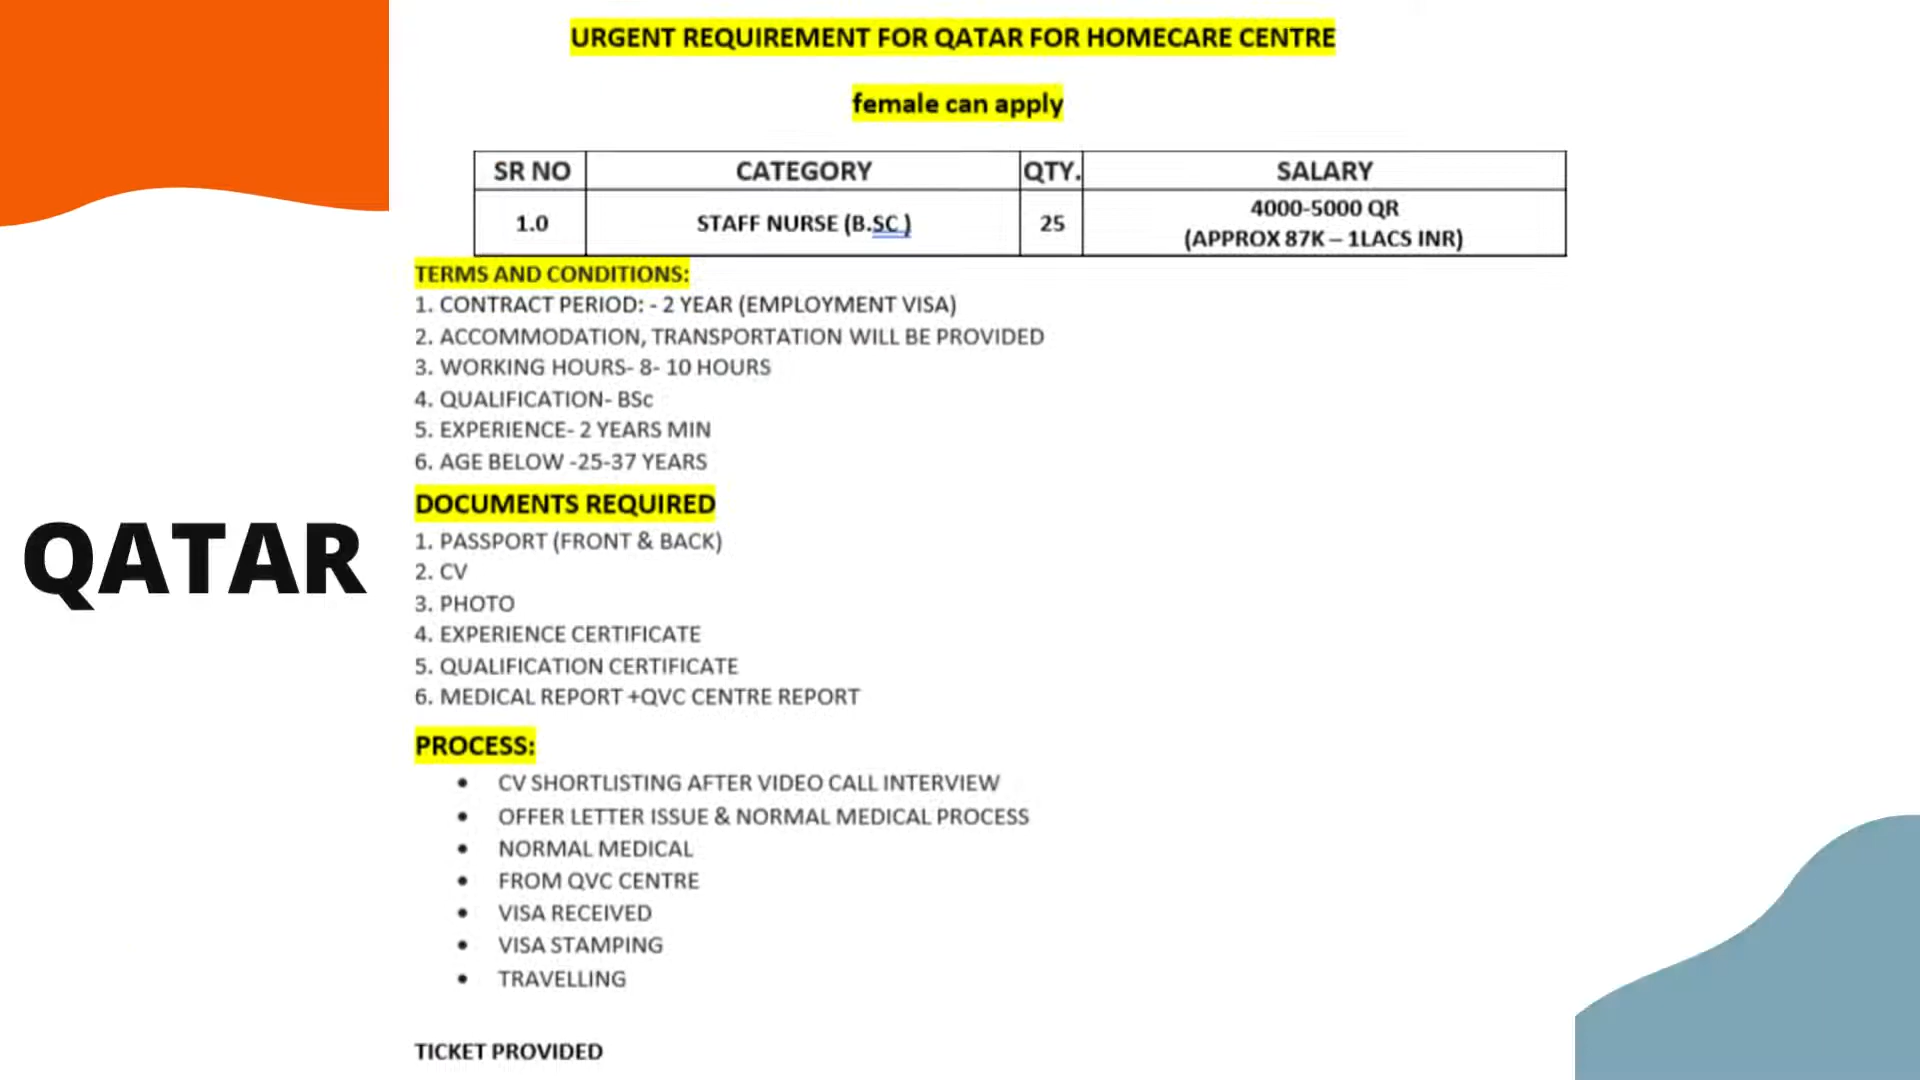 URGENT REQUIREMENT FOR QATAR FOR HOMECARE CENTRE
female can apply
SR NO CATEGORY QTY. SALARY
1.0 STAFF NURSE (B.SC ) 25 4000-5000 QR
(APPROX 87K – 1LACS INR)
TERMS AND CONDITIONS:
1. CONTRACT PERIOD: - 2 YEAR (EMPLOYMENT VISA)
2. ACCOMMODATION, TRANSPORTATION WILL BE PROVIDED
3. WORKING HOURS- 8- 10 HOURS
4. QUALIFICATION- BSc
5. EXPERIENCE- 2 YEARS MIN
6. AGE BELOW -25-37 YEARS
DOCUMENTS REQUIRED
QATAR
1. PASSPORT (FRONT & BACK)
2. CV
3. PHOTO
4. EXPERIENCE CERTIFICATE
5. QUALIFICATION CERTIFICATE
6. MEDICAL REPORT +QVC CENTRE REPORT
PROCESS:
• CV SHORTLISTING AFTER VIDEO CALL INTERVIEW
• OFFER LETTER ISSUE & NORMAL MEDICAL PROCESS
• NORMAL MEDICAL
• FROM QVC CENTRE
• VISA RECEIVED
• VISA STAMPING
• TRAVELLING
TICKET PROVIDED